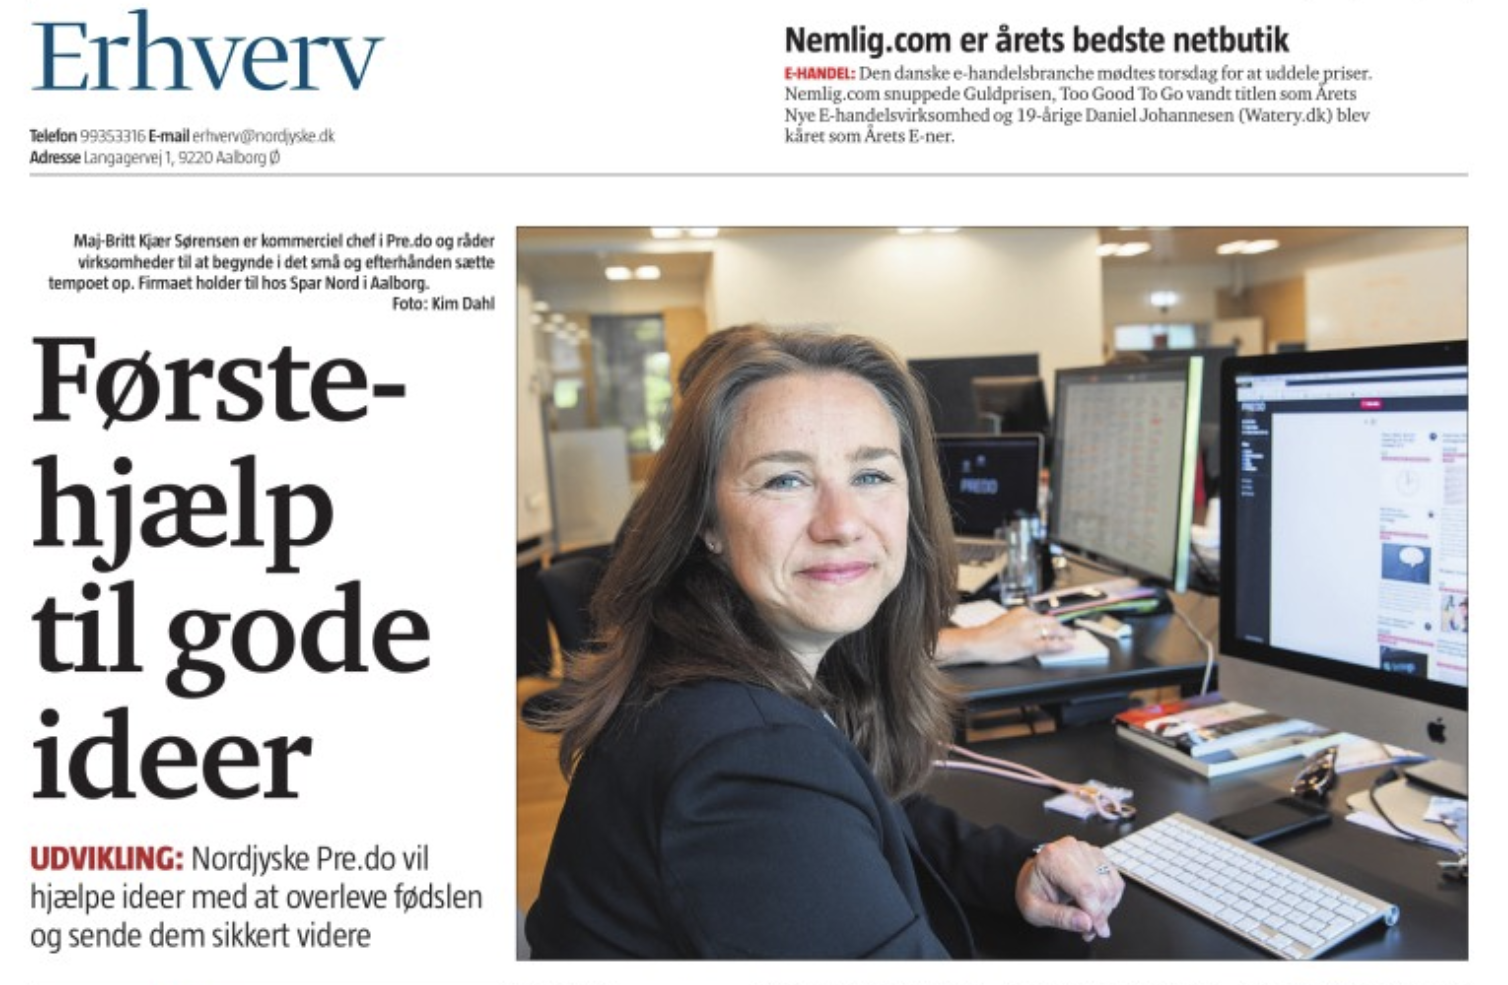 Erhverv
Telefon 99353316 E-mail erhverv@nordjyske.dk
Adresse Langagervej 1, 9220 Aalborg Ø
Nemlig.com er årets bedste netbutik
E-HANDEL: Den danske e-handelsbranche mødtes torsdag for at uddele priser.
Nemlig.com snuppede Guldprisen, Too Good To Go vandt titlen som Årets
Nye E-handelsvirksomhed og 19-årige Daniel Johannesen (Watery.dk) blev
kåret som Årets E-ner.
Maj-Britt Kjær Sørensen er kommerciel chef i Pre.do og råder
virksomheder til at begynde i det små og efterhånden sætte
tempoet op. Firmaet holder til hos Spar Nord i Aalborg.
Foto: Kim Dahl
Første-
hjælp
til gode
ideer
UDVIKLING: Nordjyske Pre.do vil
hjælpe ideer med at overleve fødslen
og sende dem sikkert videre
PREDO